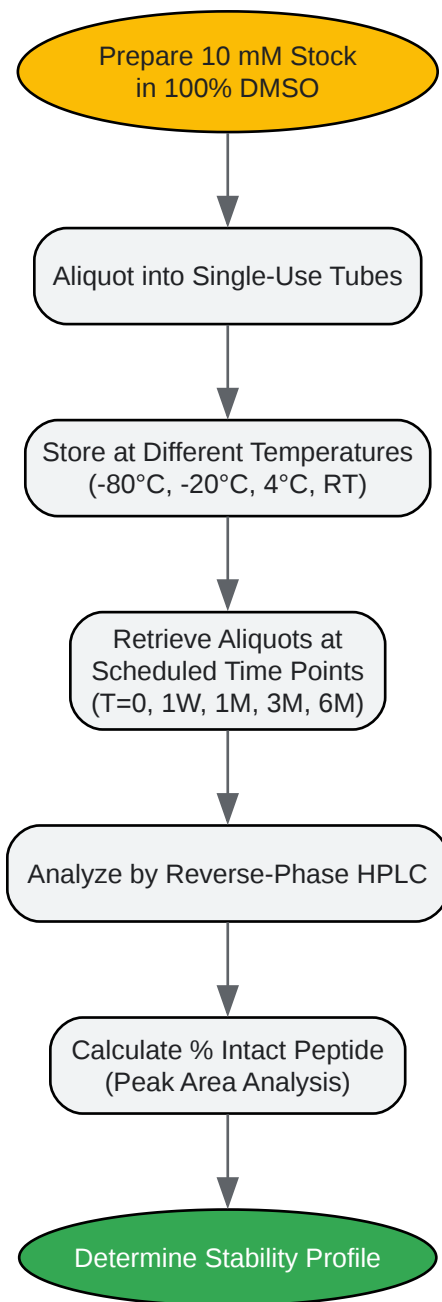 Prepare 10 mM Stock
in 100% DMSO
Aliquot into Single-Use Tubes
Store at Different Temperatures
(-80°C, -20°C, 4°C, RT)
Retrieve Aliquots at
Scheduled Time Points
(T=0, 1W, 1M, 3M, 6M)
Analyze by Reverse-Phase HPLC
Calculate % Intact Peptide
(Peak Area Analysis)
Determine Stability Profile